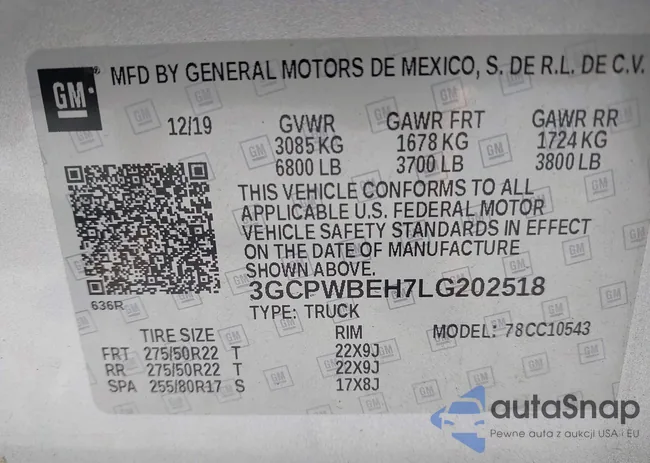 GM
MFD BY GENERAL MOTORS DE MEXICO, S. DE R.L. DE C.V.
12/19 GVWR GAWR FRT GAWR RR
3085 KG 1678 KG 1724 KG
6800 LB 3700 LB 3800 LB
THIS VEHICLE CONFORMS TO ALL
APPLICABLE U.S. FEDERAL MOTOR
VEHICLE SAFETY STANDARDS IN EFFECT
ON THE DATE OF MANUFACTURE
SHOWN ABOVE.
3GCPWBEH7LG202518
636R
TYPE: TRUCK
TIRE SIZE RIM MODEL: 78CC10543
FRT 275/50R22 T 22X9J
RR 275/50R22 T 22X9J
SPA 255/80R17 S 17X8J
autaSnap
Pewne auta z aukcji USA i EU